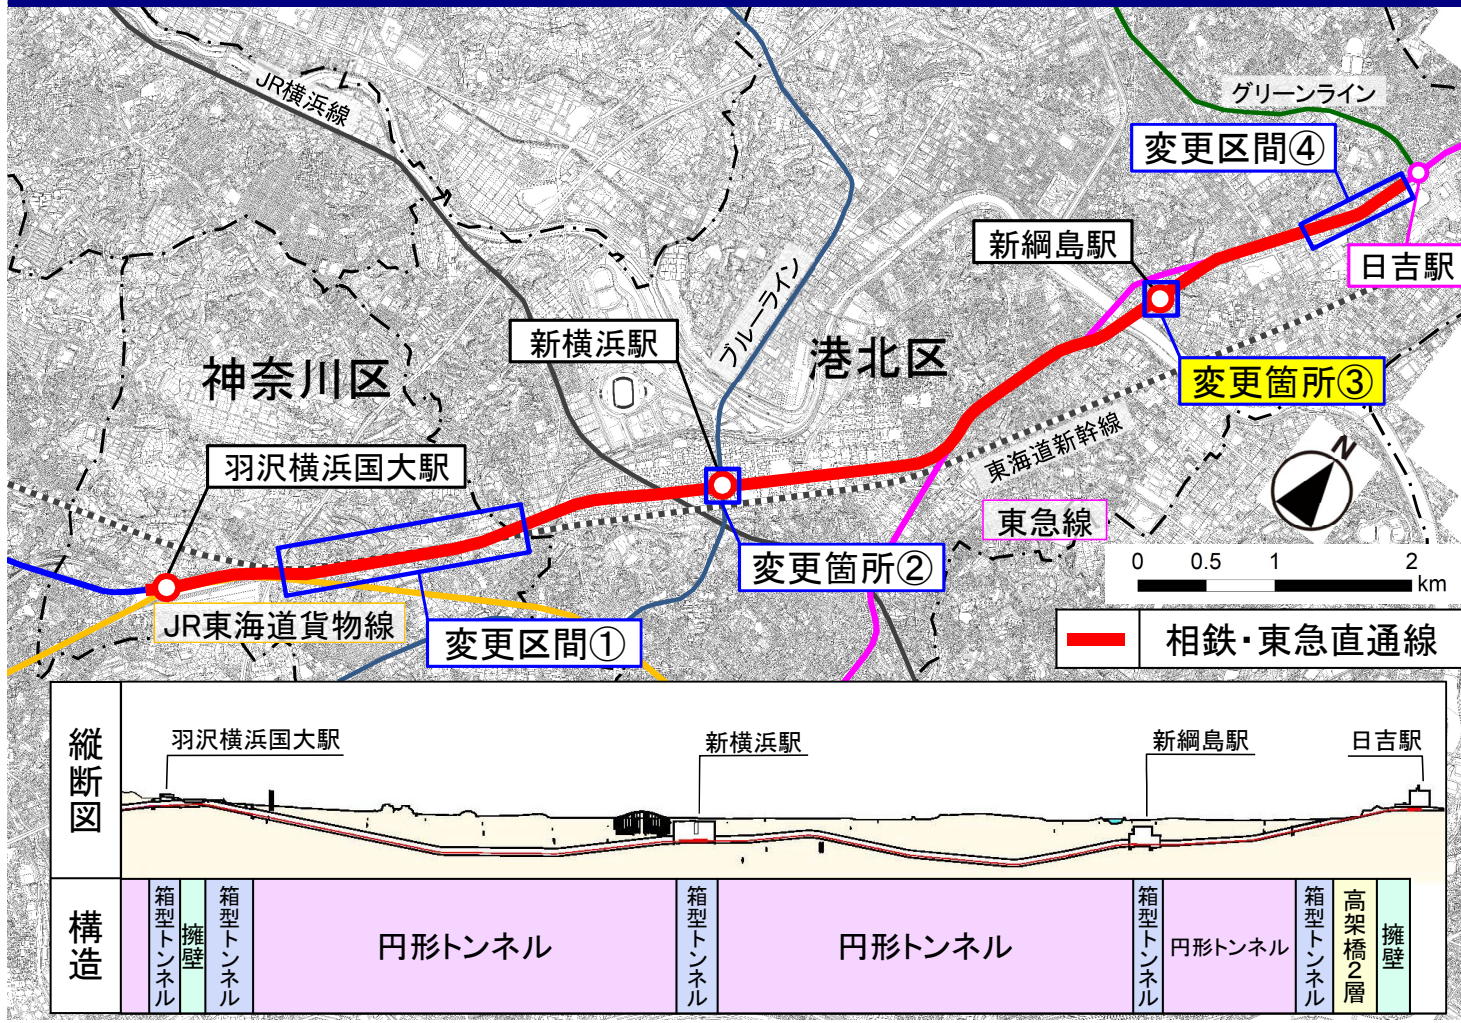 JR横浜線
グリーンライン
変更区間④
新綱島駅
日吉駅
ブルーライン
新横浜駅
港北区
神奈川区
変更箇所③
羽沢横浜国大駅
東海道新幹線
N
東急線
変更箇所②
0 0.5 1 2
km
JR東海道貨物線
変更区間①
相鉄・東急直通線
縦断図
羽沢横浜国大駅
新横浜駅
新綱島駅
日吉駅
構造
箱型トンネル
擁壁
箱型トンネル
円形トンネル
箱型トンネル
円形トンネル
箱型トンネル
円形トンネル
箱型トンネル
高架橋2層
擁壁